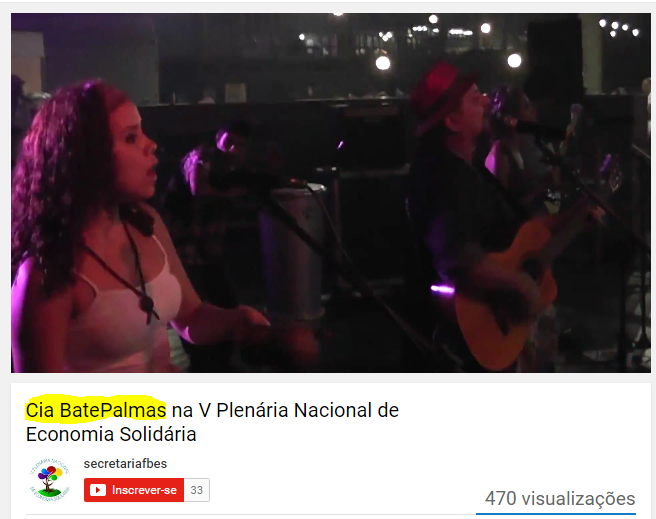 Cia BatePalmas na V Plenária Nacional de
Economia Solidária
secretariafbes
Inscrever-se 33
470 visualizações